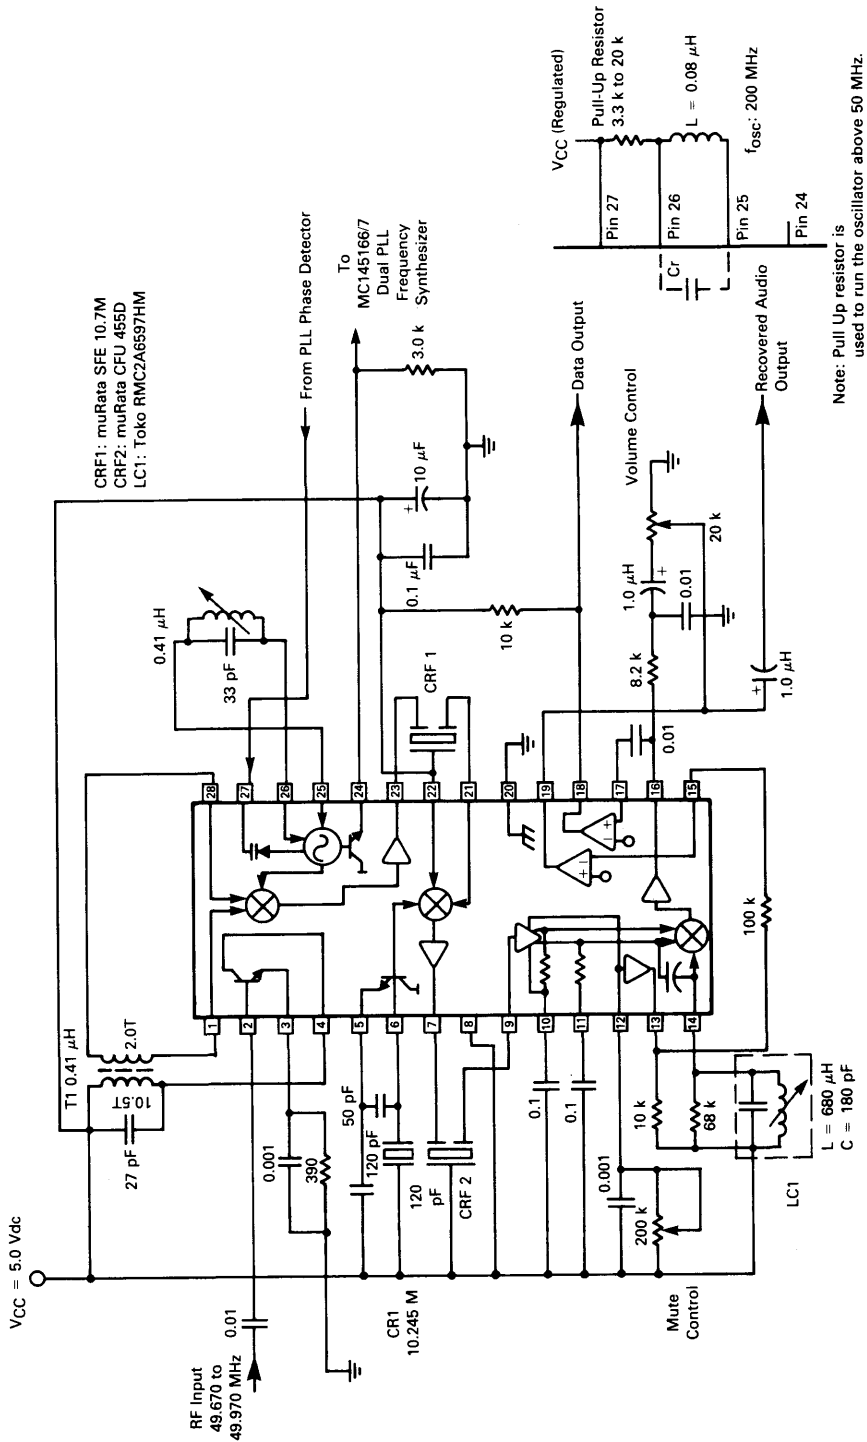 VCC = 5.0 Vdc
RF Input
49.670 to
49.970 MHz
0.01
27 pF
10.5T
T1 0.41 μH
2.0T
0.001
390
50 pF
120 pF
120
pF
CR1
10.245 M
CRF 2
0.1
0.1
0.001
200 k
Mute
Control
10 k
68 k
LC1
L = 680 μH
C = 180 pF
100 k
1
2
3
4
5
6
7
8
9
10
11
12
13
14
28
27
26
25
24
23
22
21
20
19
18
17
16
15
+
−
+
−
CRF1: muRata SFE 10.7M
CRF2: muRata CFU 455D
LC1: Toko RMC2A6597HM
0.41 μH
33 pF
From PLL Phase Detector
To
MC145166/7
Dual PLL
Frequency
Synthesizer
3.0 k
+
10 μF
0.1 μF
CRF 1
10 k
Data Output
Volume Control
20 k
1.0 μH
+
0.01
8.2 k
0.01
+
1.0 μH
Recovered Audio
Output
VCC (Regulated)
Pull-Up Resistor
3.3 k to 20 k
L = 0.08 μH
fosc: 200 MHz
Pin 27
Pin 26
Pin 25
Pin 24
Cr
Note: Pull Up resistor is
used to run the oscillator above 50 MHz.